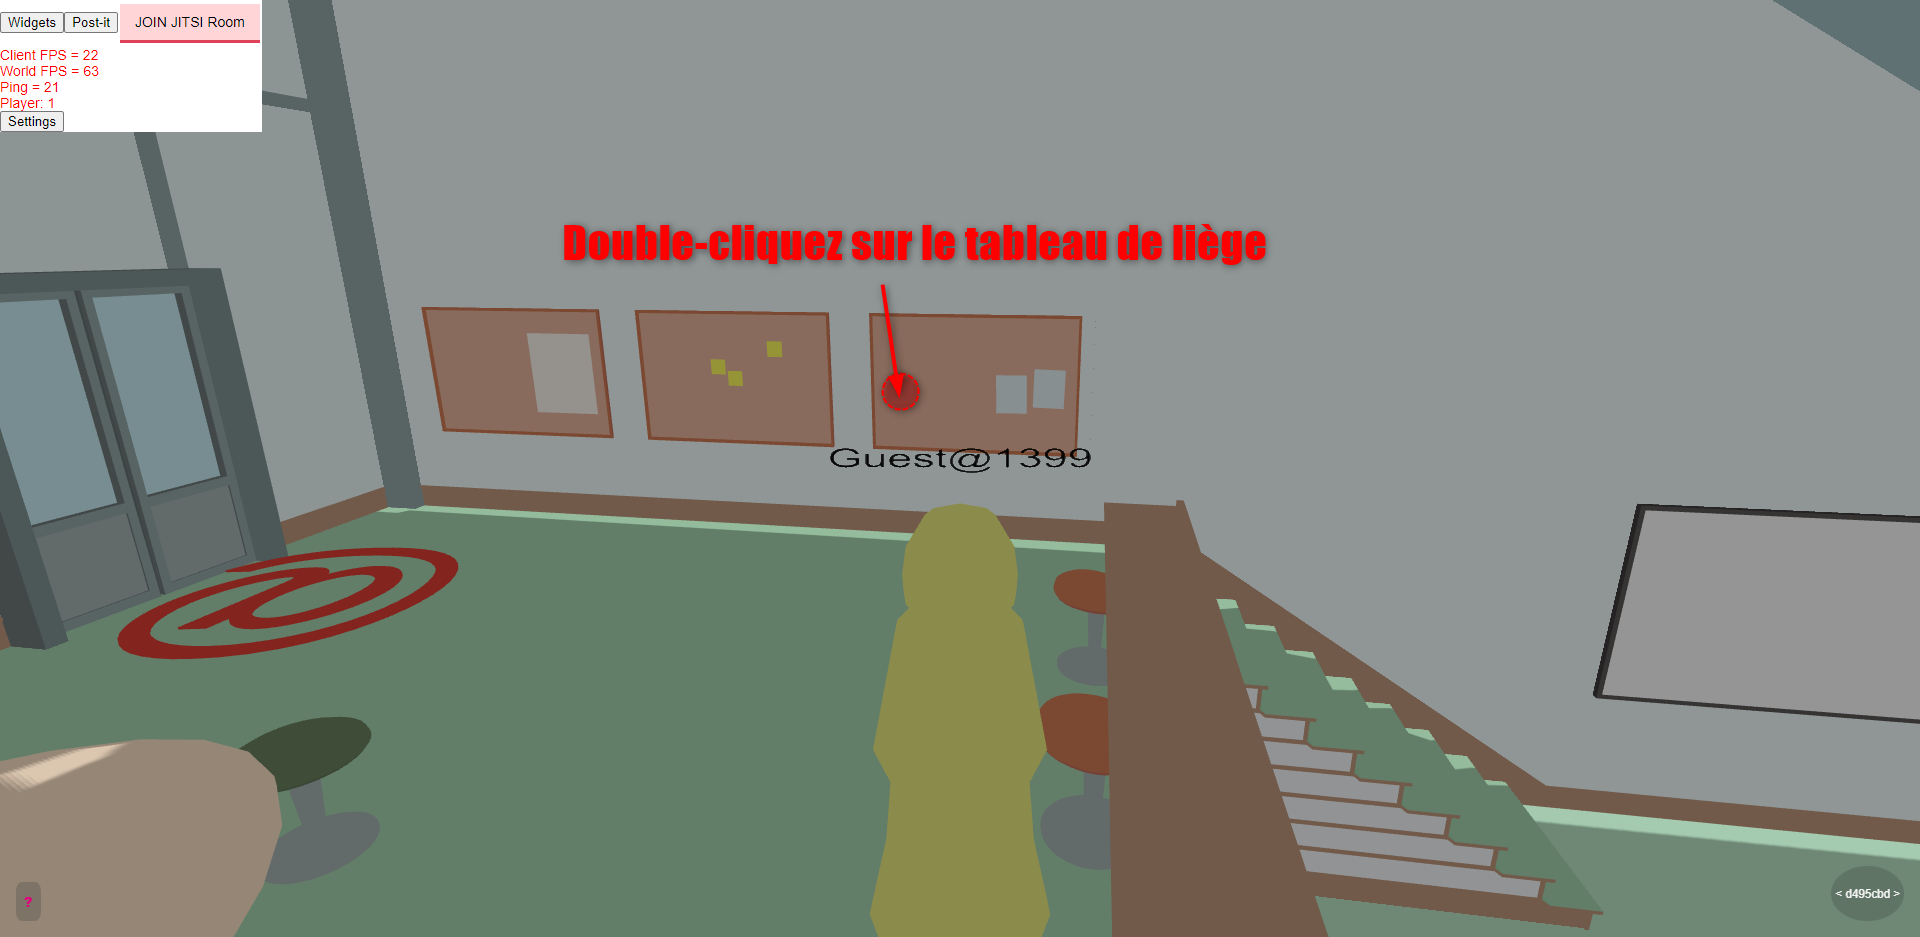 Widgets Post-it JOIN JITSI Room
Client FPS = 22
World FPS = 63
Ping = 21
Player: 1
Settings
Double-cliquez sur le tableau de liège
Guest@1399
@
?
< d495cbd >